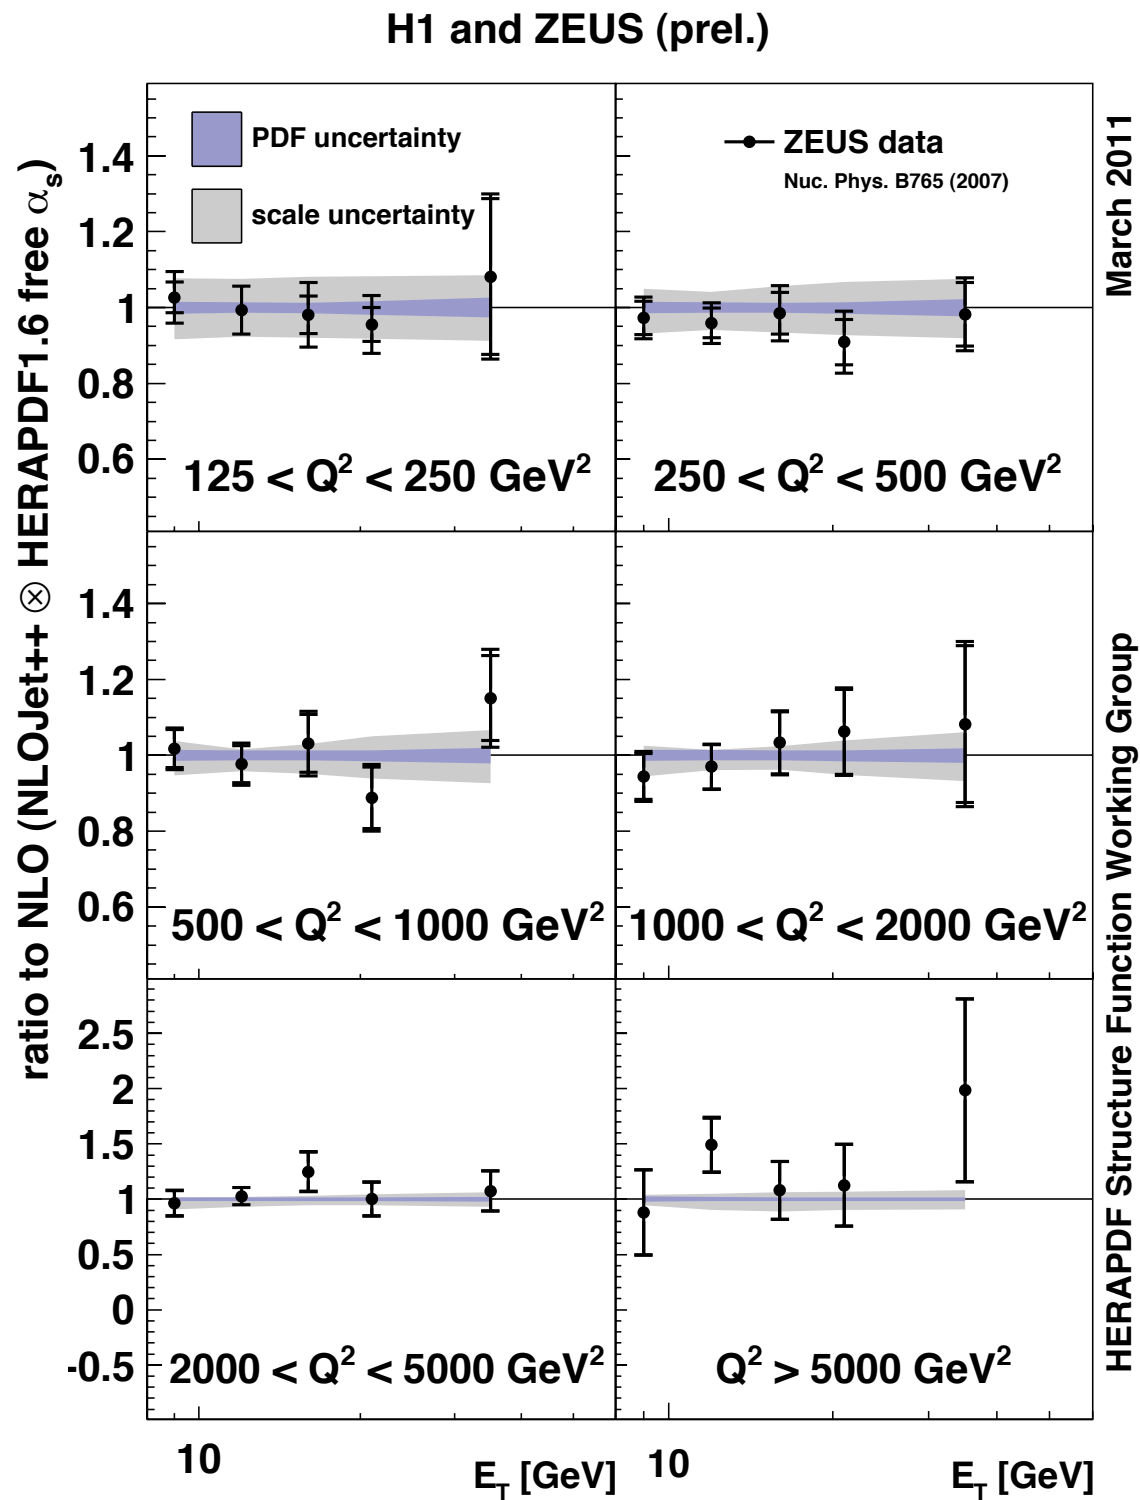 H1 and ZEUS (prel.)
ratio to NLO (NLOJet++ ⊗ HERAPDF1.6 free αs)
March 2011
HERAPDF Structure Function Working Group
PDF uncertainty
scale uncertainty
ZEUS data
Nuc. Phys. B765 (2007)
1.4
1.2
1
0.8
0.6
125 < Q² < 250 GeV²
250 < Q² < 500 GeV²
1.4
1.2
1
0.8
0.6
500 < Q² < 1000 GeV²
1000 < Q² < 2000 GeV²
2.5
2
1.5
1
0.5
0
-0.5
2000 < Q² < 5000 GeV²
Q² > 5000 GeV²
10
E_T [GeV]
10
E_T [GeV]